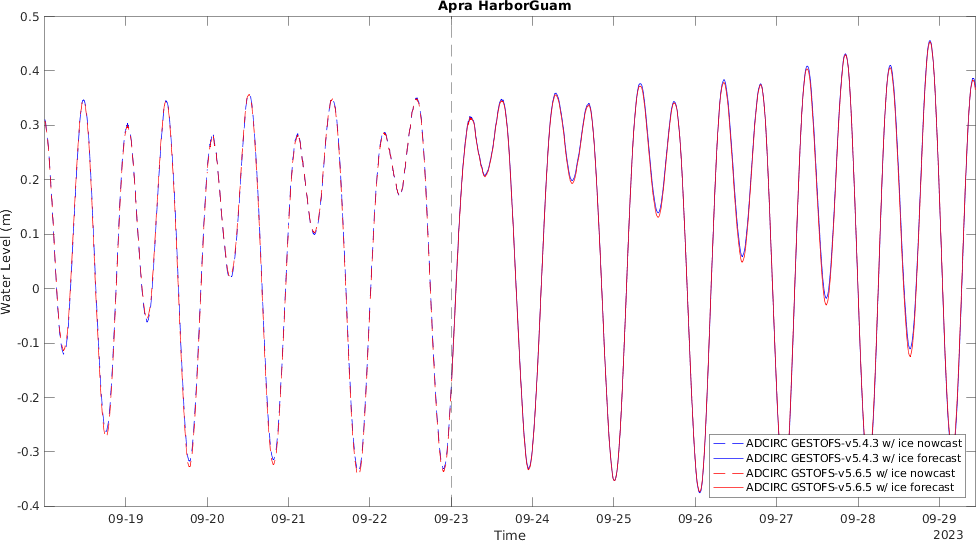 Apra HarborGuam
Water Level (m)
0.5
0.4
0.3
0.2
0.1
0
-0.1
-0.2
-0.3
-0.4
ADCIRC GESTOFS-v5.4.3 w/ ice nowcast
ADCIRC GESTOFS-v5.4.3 w/ ice forecast
ADCIRC GSTOFS-v5.6.5 w/ ice nowcast
ADCIRC GSTOFS-v5.6.5 w/ ice forecast
09-19 09-20 09-21 09-22 09-23 09-24 09-25 09-26 09-27 09-28 09-29
Time
2023